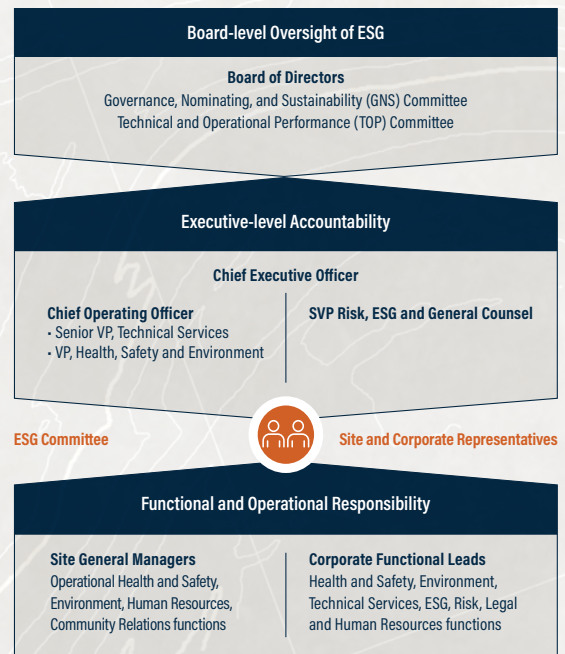 Board-level Oversight of ESG
Board of Directors
Governance, Nominating, and Sustainability (GNS) Committee
Technical and Operational Performance (TOP) Committee
Executive-level Accountability
Chief Executive Officer
Chief Operating Officer
• Senior VP, Technical Services
• VP, Health, Safety and Environment
SVP Risk, ESG and General Counsel
ESG Committee
Site and Corporate Representatives
Functional and Operational Responsibility
Site General Managers
Operational Health and Safety,
Environment, Human Resources,
Community Relations functions
Corporate Functional Leads
Health and Safety, Environment,
Technical Services, ESG, Risk, Legal
and Human Resources functions